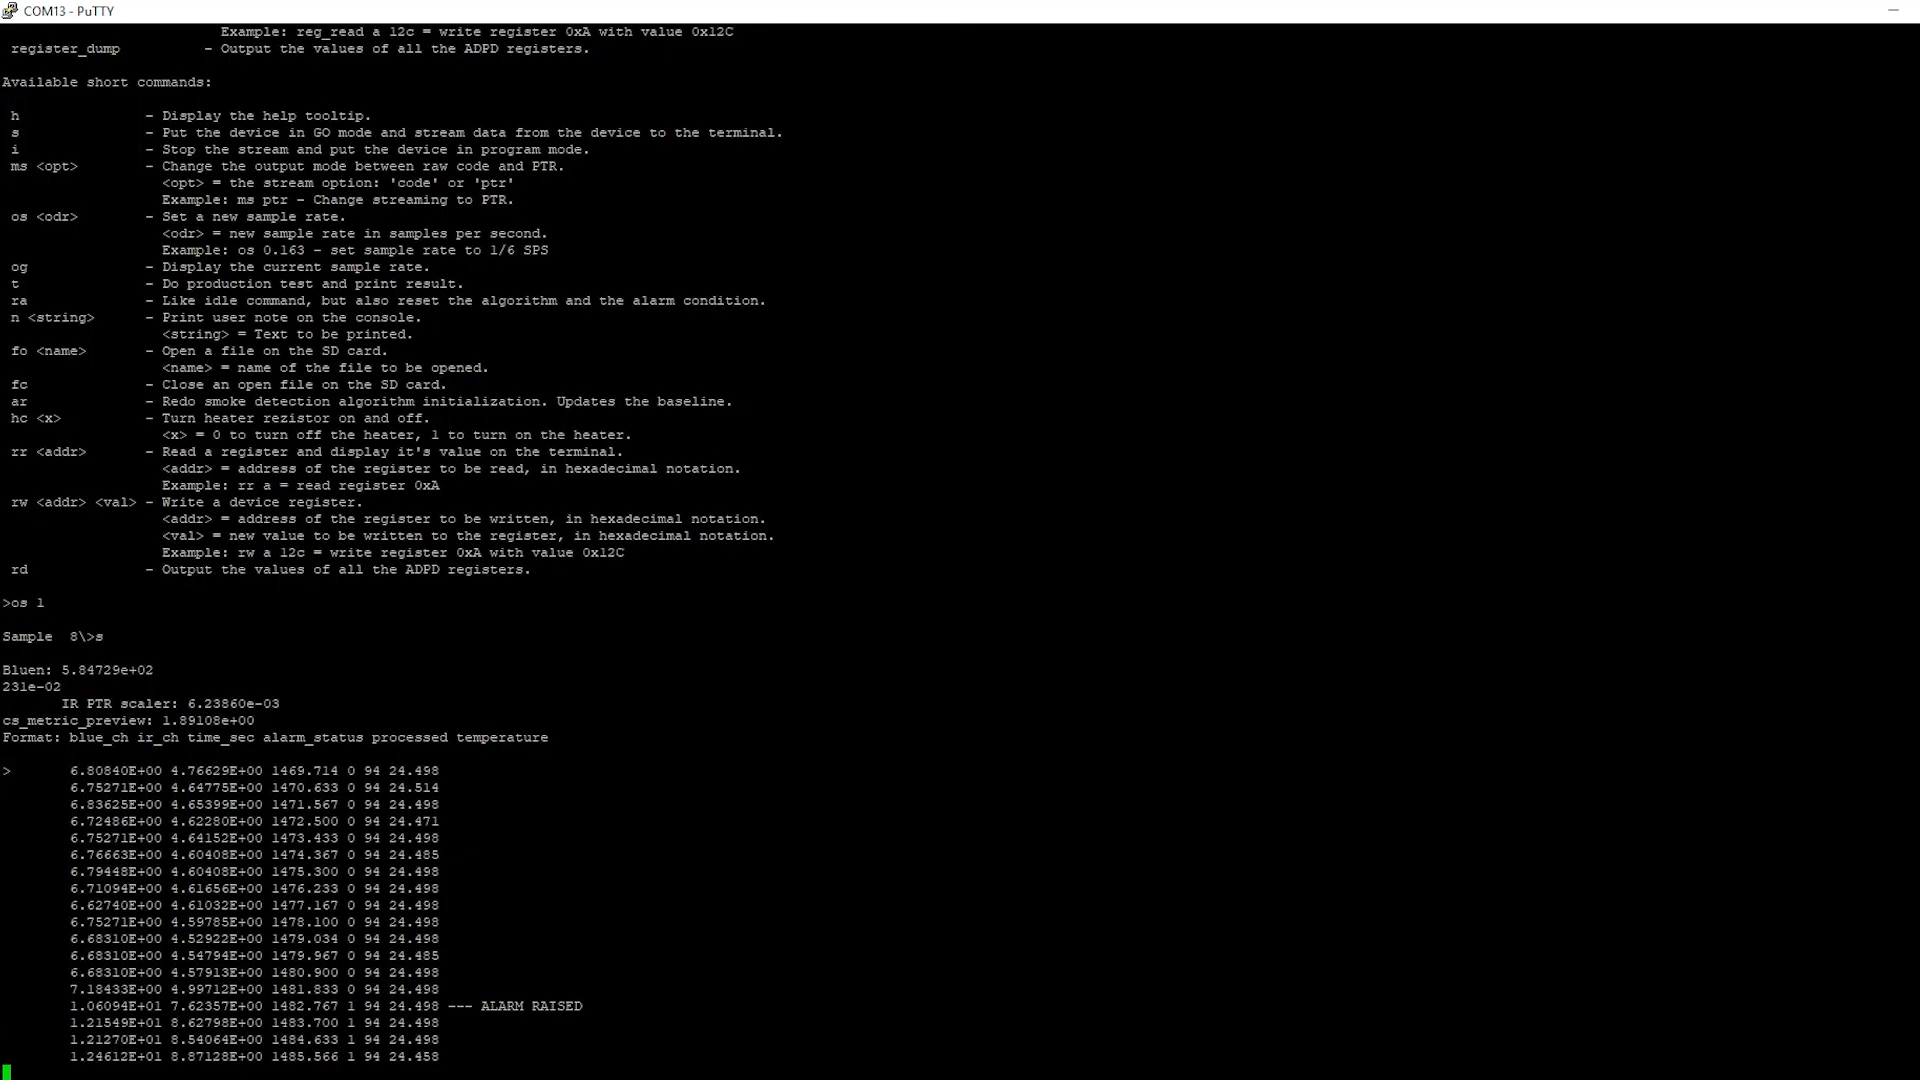 COM13 - PuTTY
Example: reg_read a 12c = write register 0xA with value 0x12C
register_dump - Output the values of all the ADPD registers.
Available short commands:
h - Display the help tooltip.
s - Put the device in GO mode and stream data from the device to the terminal.
i - Stop the stream and put the device in program mode.
ms <opt> - Change the output mode between raw code and PTR.
<opt> = the stream option: 'code' or 'ptr'
Example: ms ptr - Change streaming to PTR.
os <odr> - Set a new sample rate.
<odr> = new sample rate in samples per second.
Example: os 0.163 - set sample rate to 1/6 SPS
og - Display the current sample rate.
t - Do production test and print result.
ra - Like idle command, but also reset the algorithm and the alarm condition.
n <string> - Print user note on the console.
<string> = Text to be printed.
fo <name> - Open a file on the SD card.
<name> = name of the file to be opened.
fc - Close an open file on the SD card.
ar - Redo smoke detection algorithm initialization. Updates the baseline.
hc <x> - Turn heater rezistor on and off.
<x> = 0 to turn off the heater, 1 to turn on the heater.
rr <addr> - Read a register and display it's value on the terminal.
<addr> = address of the register to be read, in hexadecimal notation.
Example: rr a = read register 0xA
rw <addr> <val> - Write a device register.
<addr> = address of the register to be written, in hexadecimal notation.
<val> = new value to be written to the register, in hexadecimal notation.
Example: rw a 12c = write register 0xA with value 0x12C
rd - Output the values of all the ADPD registers.
>os 1
Sample 8\>s
Bluen: 5.84729e+02
231e-02
IR PTR scaler: 6.23860e-03
cs_metric_preview: 1.89108e+00
Format: blue_ch ir_ch time_sec alarm_status processed temperature
> 6.80840E+00 4.76629E+00 1469.714 0 94 24.498
6.75271E+00 4.64775E+00 1470.633 0 94 24.514
6.83625E+00 4.65399E+00 1471.567 0 94 24.498
6.72486E+00 4.62280E+00 1472.500 0 94 24.471
6.75271E+00 4.64152E+00 1473.433 0 94 24.498
6.76663E+00 4.60408E+00 1474.367 0 94 24.485
6.79448E+00 4.60408E+00 1475.300 0 94 24.498
6.71094E+00 4.61656E+00 1476.233 0 94 24.498
6.62740E+00 4.61032E+00 1477.167 0 94 24.498
6.75271E+00 4.59785E+00 1478.100 0 94 24.498
6.68310E+00 4.52922E+00 1479.034 0 94 24.498
6.68310E+00 4.54794E+00 1479.967 0 94 24.485
6.68310E+00 4.57913E+00 1480.900 0 94 24.498
7.18433E+00 4.99712E+00 1481.833 0 94 24.498
1.06094E+01 7.62357E+00 1482.767 1 94 24.498 --- ALARM RAISED
1.21549E+01 8.62798E+00 1483.700 1 94 24.498
1.21270E+01 8.54064E+00 1484.633 1 94 24.498
1.24612E+01 8.87128E+00 1485.566 1 94 24.458